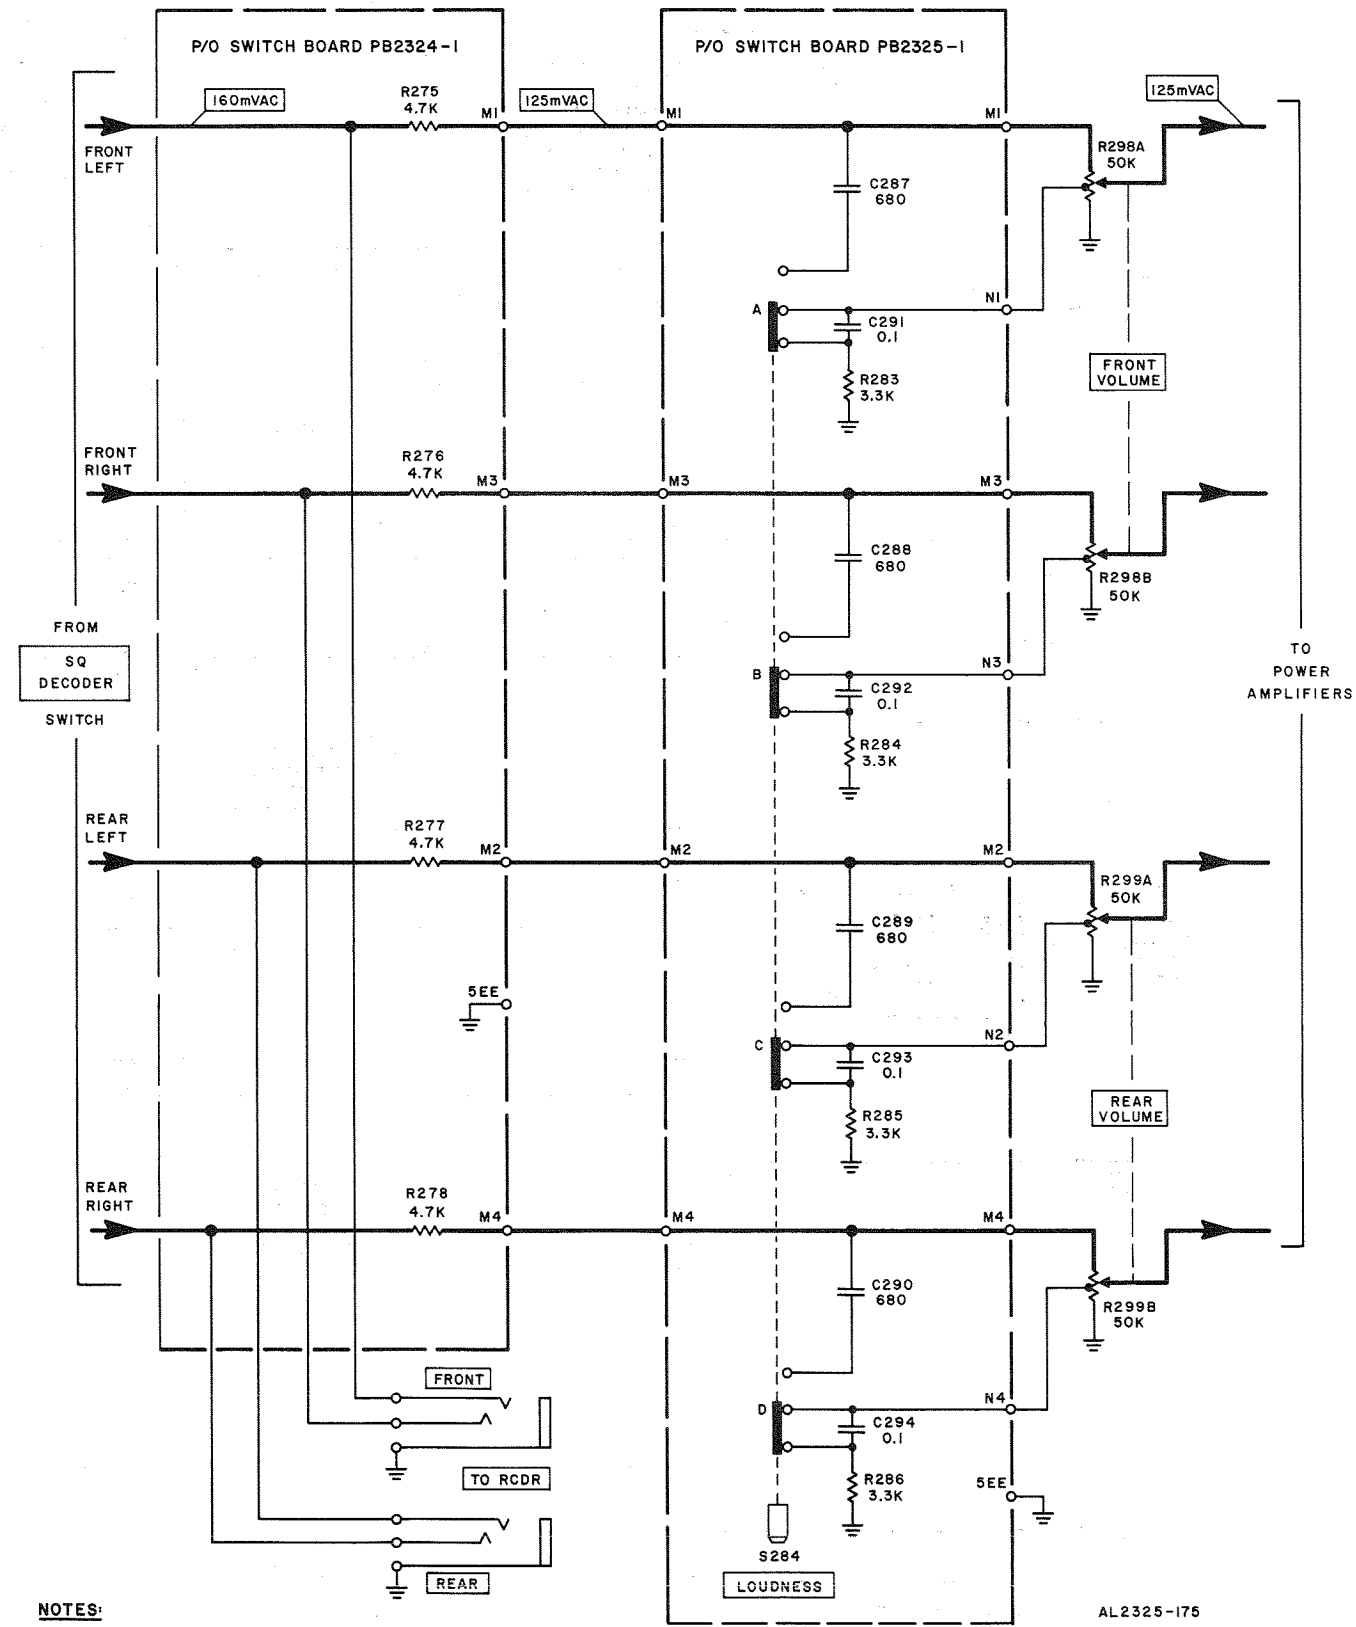 P/O SWITCH BOARD PB2324-1
P/O SWITCH BOARD PB2325-1
160mVAC
R275
4.7K
M1
125mVAC
M1
M1
125mVAC
FRONT
LEFT
R298A
50K
C287
680
N1
A
C291
0.1
R283
3.3K
FRONT
VOLUME
FRONT
RIGHT
R276
4.7K
M3
M3
M3
C288
680
R298B
50K
FROM
SQ
DECODER
SWITCH
TO
POWER
AMPLIFIERS
N3
B
C292
0.1
R284
3.3K
REAR
LEFT
R277
4.7K
M2
M2
M2
R299A
50K
C289
680
5EE
N2
C
C293
0.1
R285
3.3K
REAR
VOLUME
REAR
RIGHT
R278
4.7K
M4
M4
M4
C290
680
R299B
50K
FRONT
N4
D
C294
0.1
TO RCDR
R286
3.3K
5EE
S284
LOUDNESS
REAR
NOTES:
AL2325-175